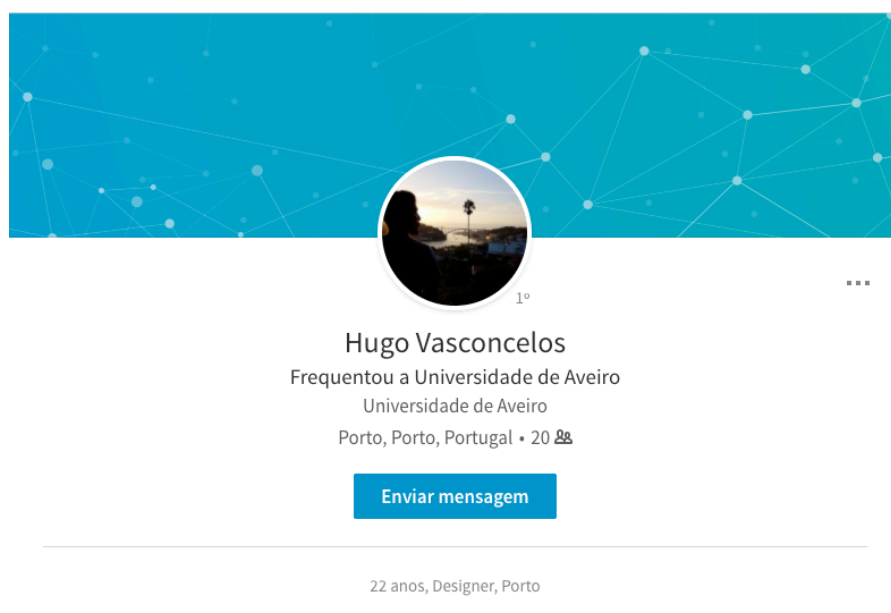 1º
Hugo Vasconcelos
Frequentou a Universidade de Aveiro
Universidade de Aveiro
Porto, Porto, Portugal • 20
Enviar mensagem
22 anos, Designer, Porto